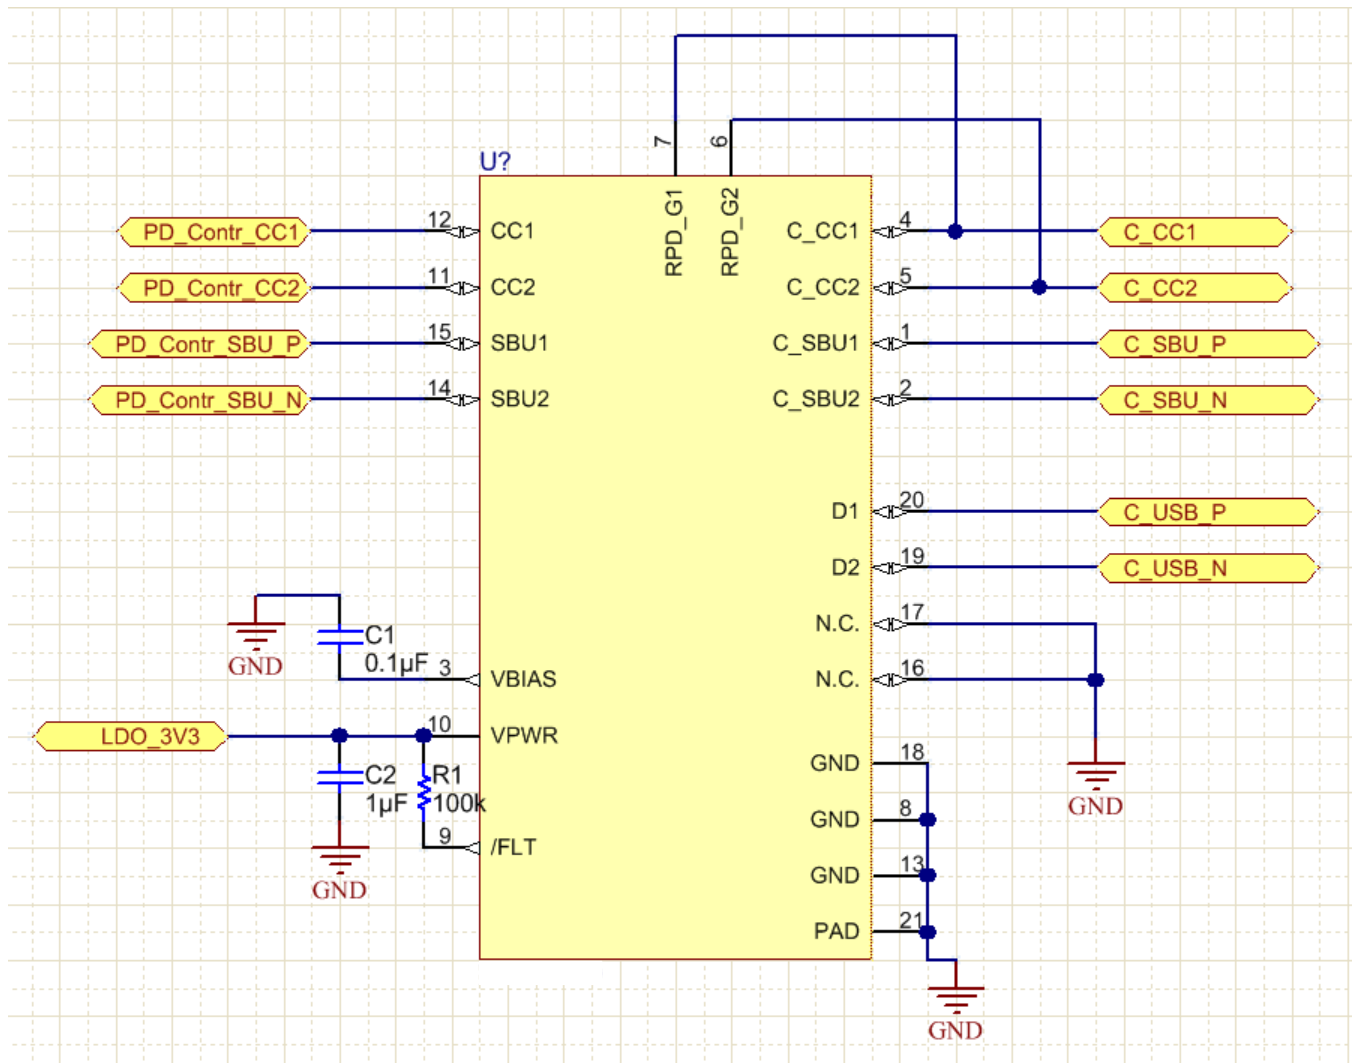 7
6
U?
RPD_G1
RPD_G2
PD_Contr_CC1
12
CC1
C_CC1
4
C_CC1
PD_Contr_CC2
11
CC2
C_CC2
5
C_CC2
PD_Contr_SBU_P
15
SBU1
C_SBU1
1
C_SBU_P
PD_Contr_SBU_N
14
SBU2
C_SBU2
2
C_SBU_N
D1
20
C_USB_P
D2
19
C_USB_N
N.C.
17
GND
C1
0.1µF
3
VBIAS
N.C.
16
LDO_3V3
10
VPWR
GND
18
GND
C2
1µF
R1
100k
GND
8
9
/FLT
GND
13
GND
PAD
21
GND